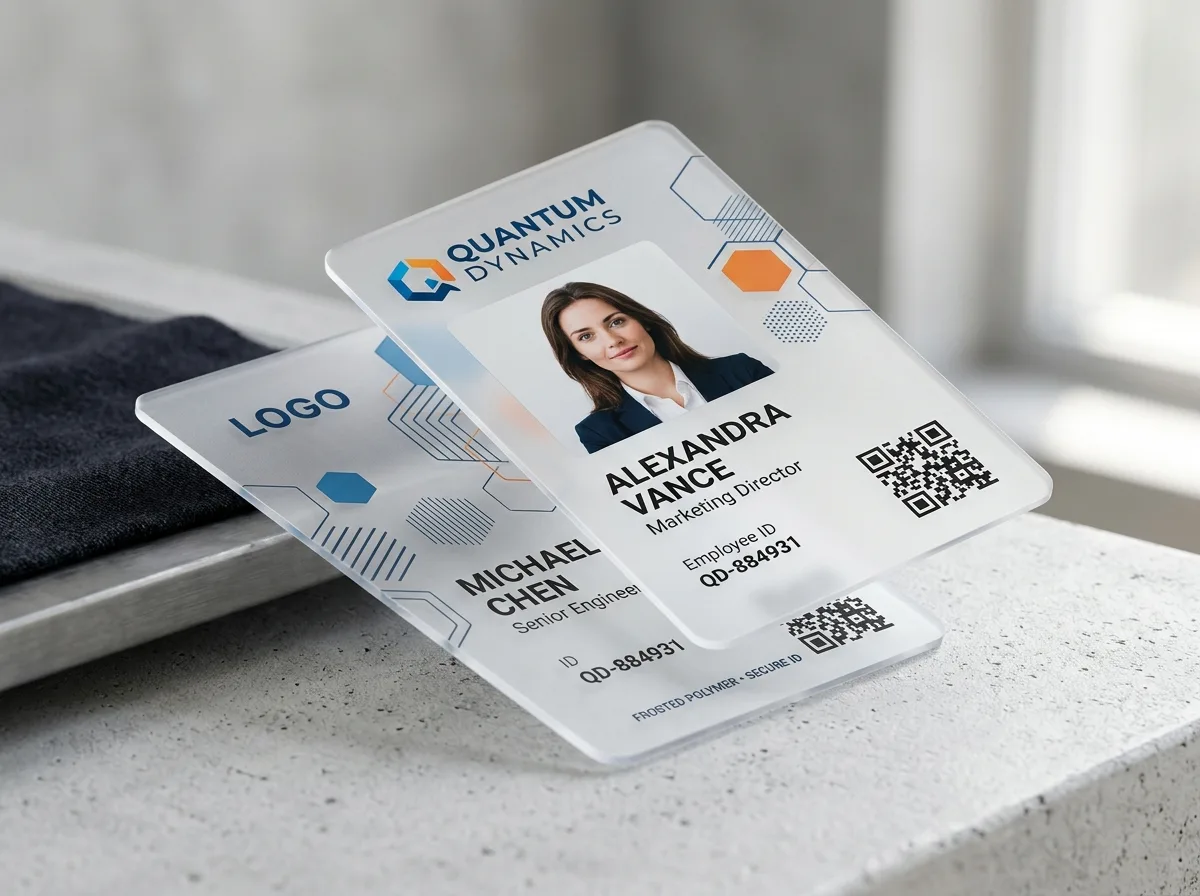 QUANTUM
DYNAMICS
ALEXANDRA
VANCE
Marketing Director
Employee ID
QD-884931
LOGO
MICHAEL
CHEN
Senior Engineer
ID
QD-884931
FROSTED POLYMER • SECURE ID